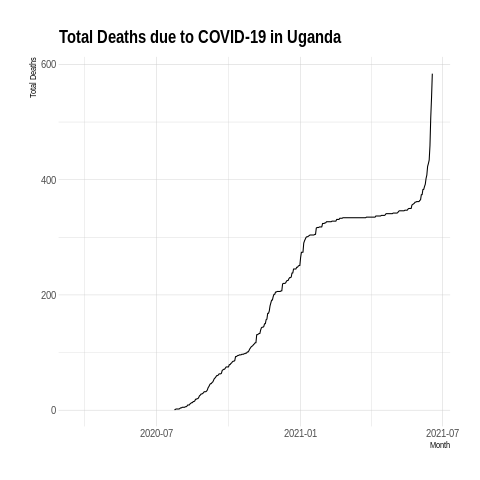 Total Deaths due to COVID-19 in Uganda
Total Deaths
600
400
200
0
2020-07
2021-01
2021-07
Month